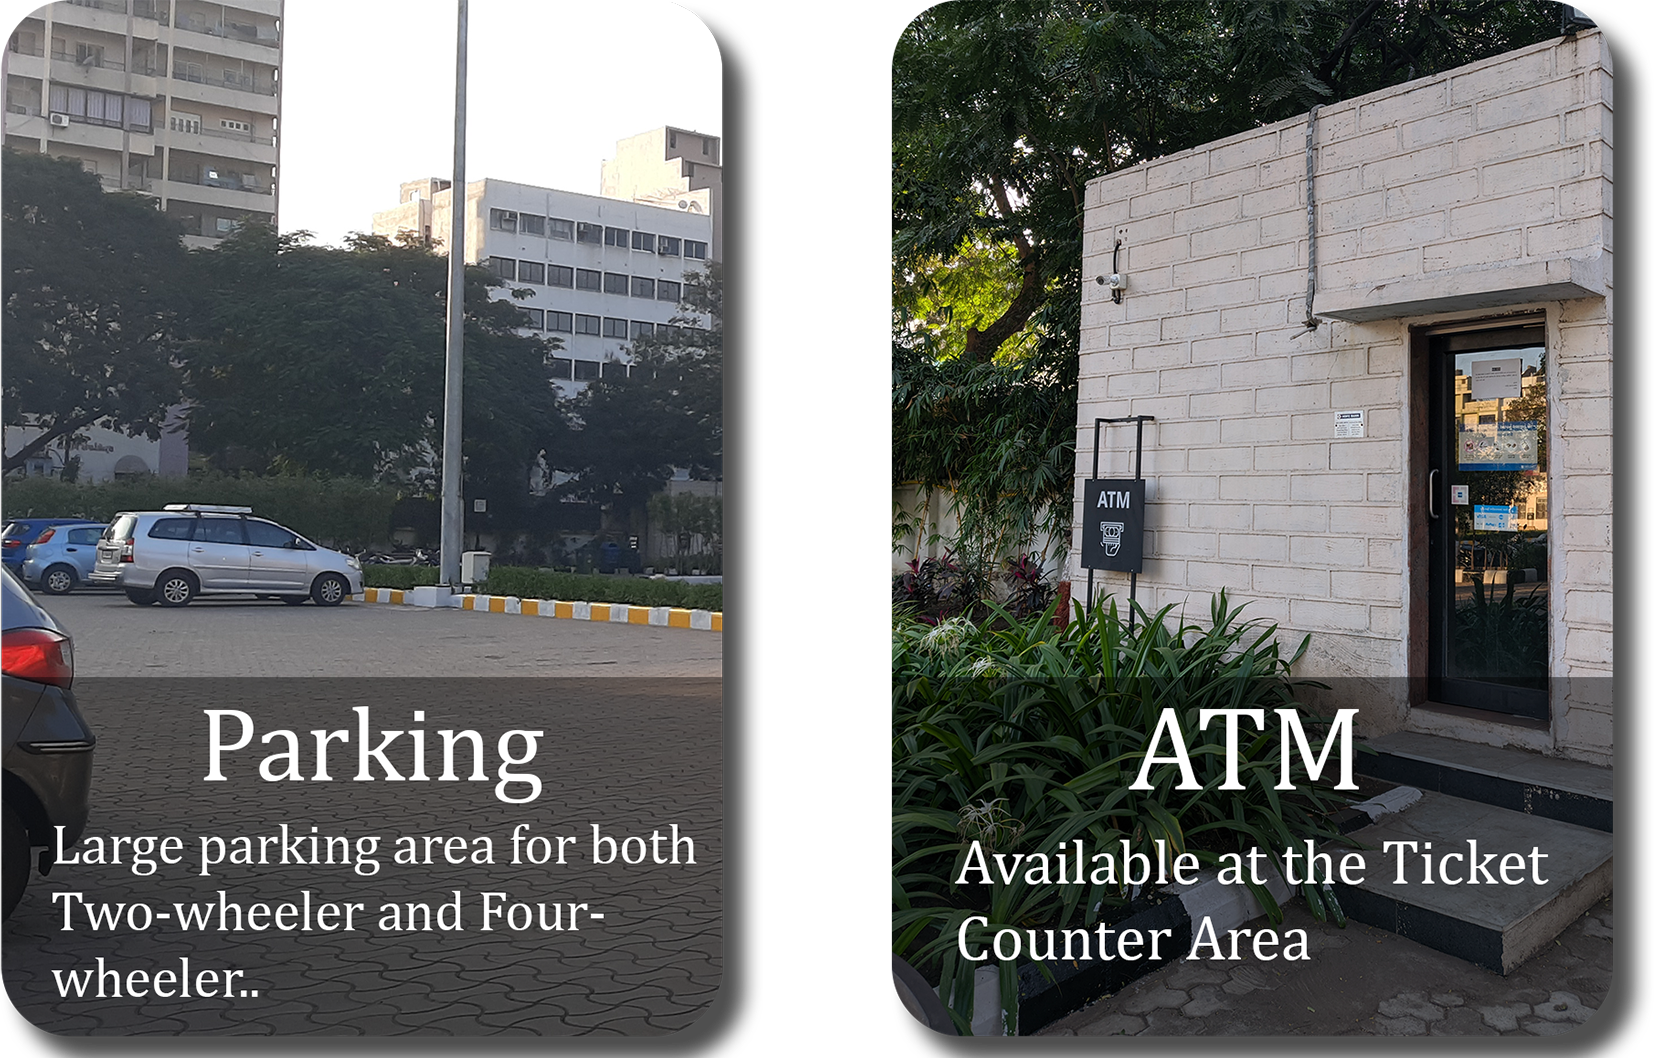 Parking
Large parking area for both
Two-wheeler and Four-
wheeler..
ATM
ATM
Available at the Ticket
Counter Area